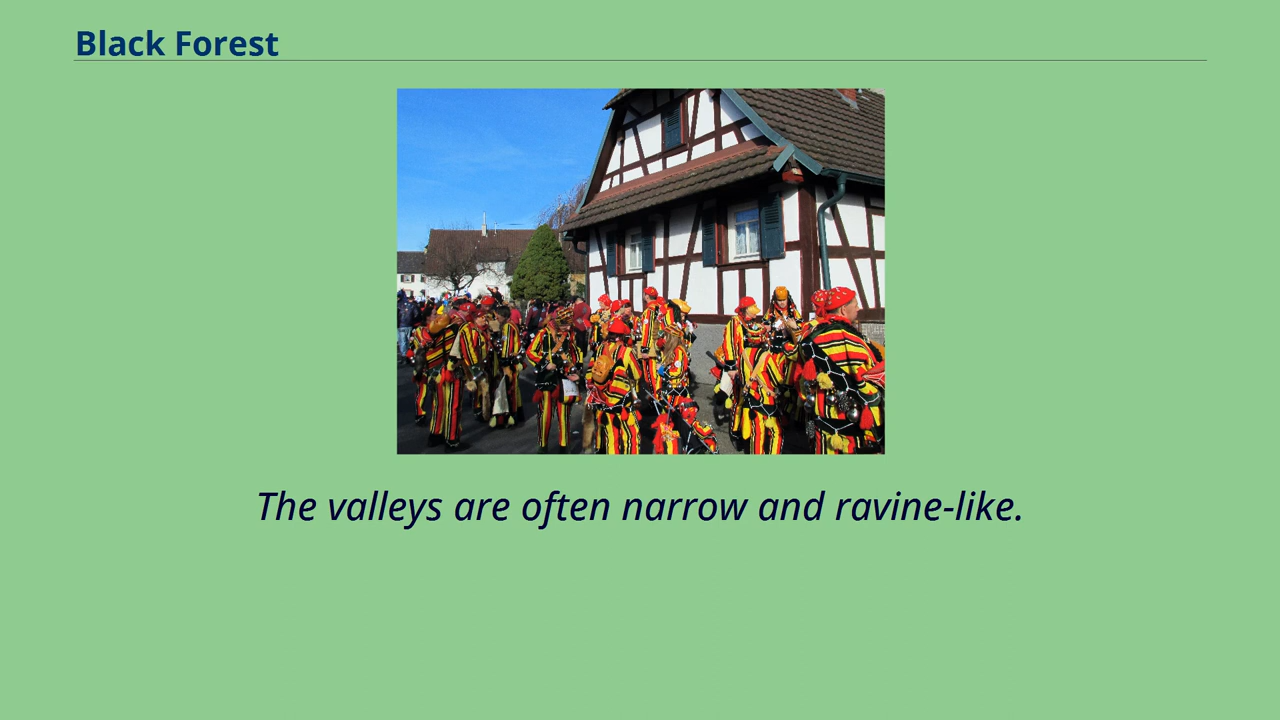 Black Forest
The valleys are often narrow and ravine-like.